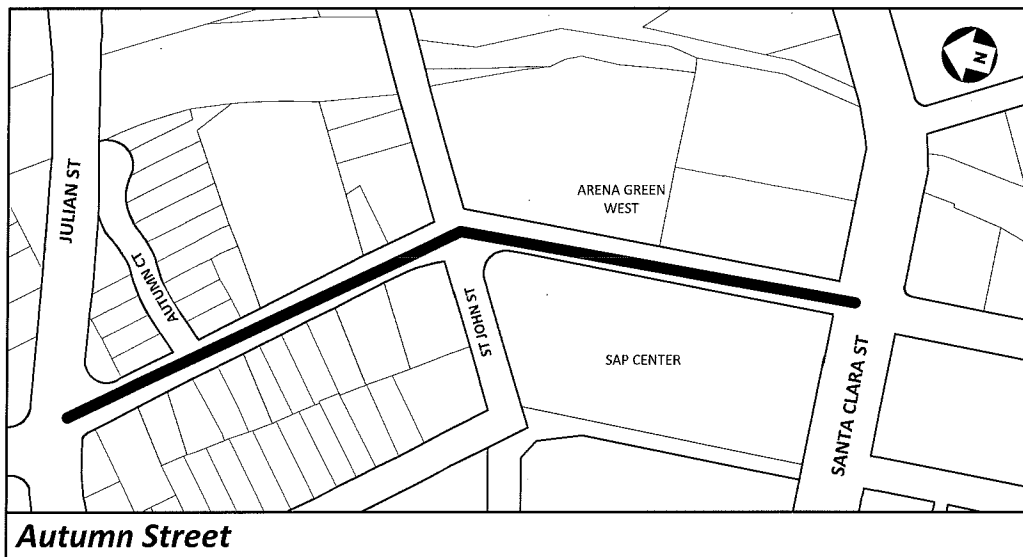 N
JULIAN ST
AUTUMN CT
ARENA GREEN
WEST
ST JOHN ST
SAP CENTER
SANTA CLARA ST
Autumn Street